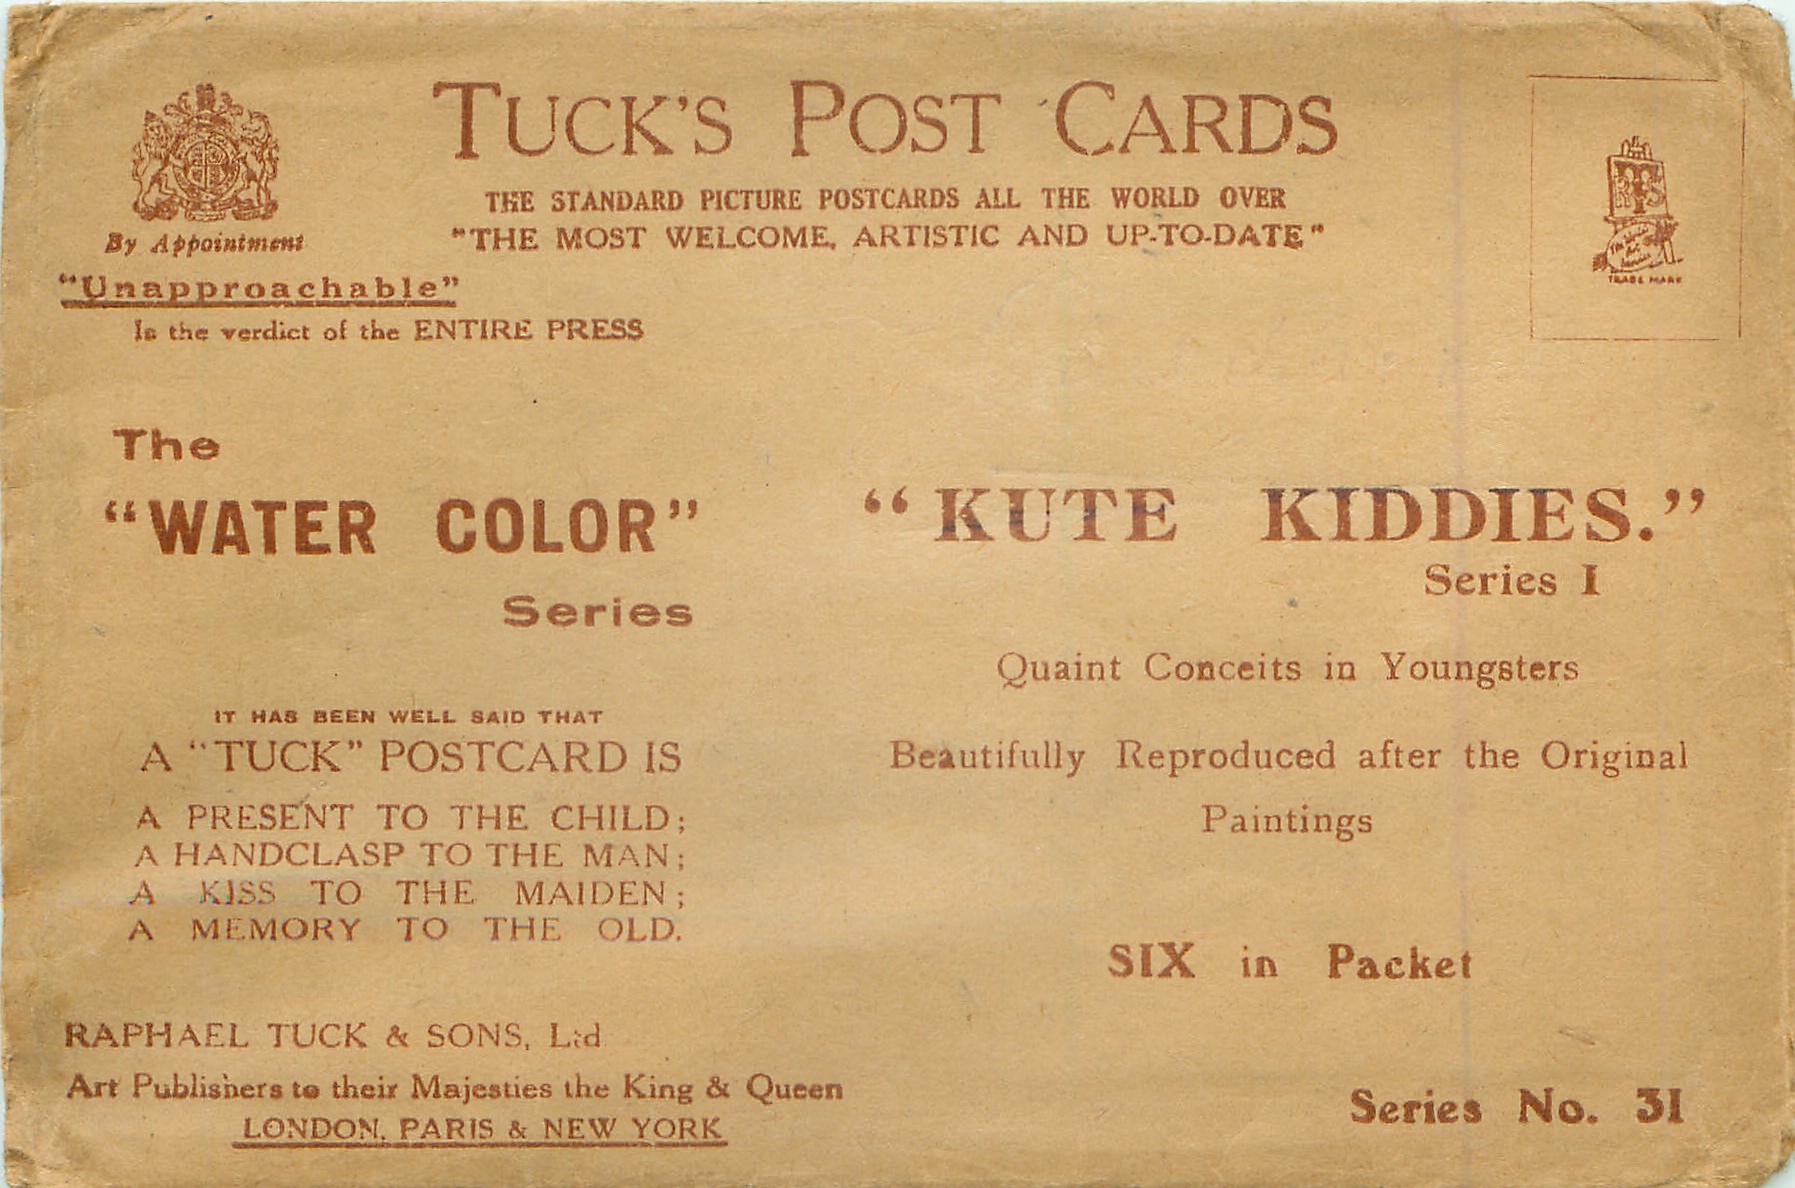 TUCK'S POST CARDS
THE STANDARD PICTURE POSTCARDS ALL THE WORLD OVER
"THE MOST WELCOME, ARTISTIC AND UP-TO-DATE"
By Appointment
"Unapproachable"
Is the verdict of the ENTIRE PRESS
RTS
TRADE MARK
The
"WATER COLOR"
Series
IT HAS BEEN WELL SAID THAT
A "TUCK" POSTCARD IS
A PRESENT TO THE CHILD;
A HANDCLASP TO THE MAN;
A KISS TO THE MAIDEN;
A MEMORY TO THE OLD.
RAPHAEL TUCK & SONS, Ltd
Art Publishers to their Majesties the King & Queen
LONDON, PARIS & NEW YORK
"KUTE KIDDIES."
Series I
Quaint Conceits in Youngsters
Beautifully Reproduced after the Original
Paintings
SIX in Packet
Series No. 31